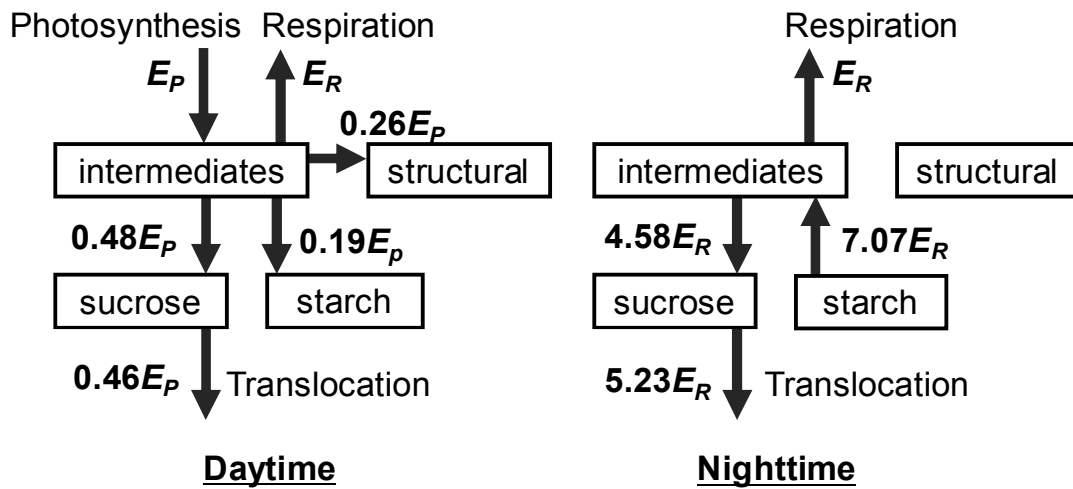 Photosynthesis Respiration
E_P E_R
0.26E_P
intermediates structural
0.48E_P 0.19E_p
sucrose starch
0.46E_P Translocation
Daytime
Respiration
E_R
intermediates structural
4.58E_R 7.07E_R
sucrose starch
5.23E_R Translocation
Nighttime